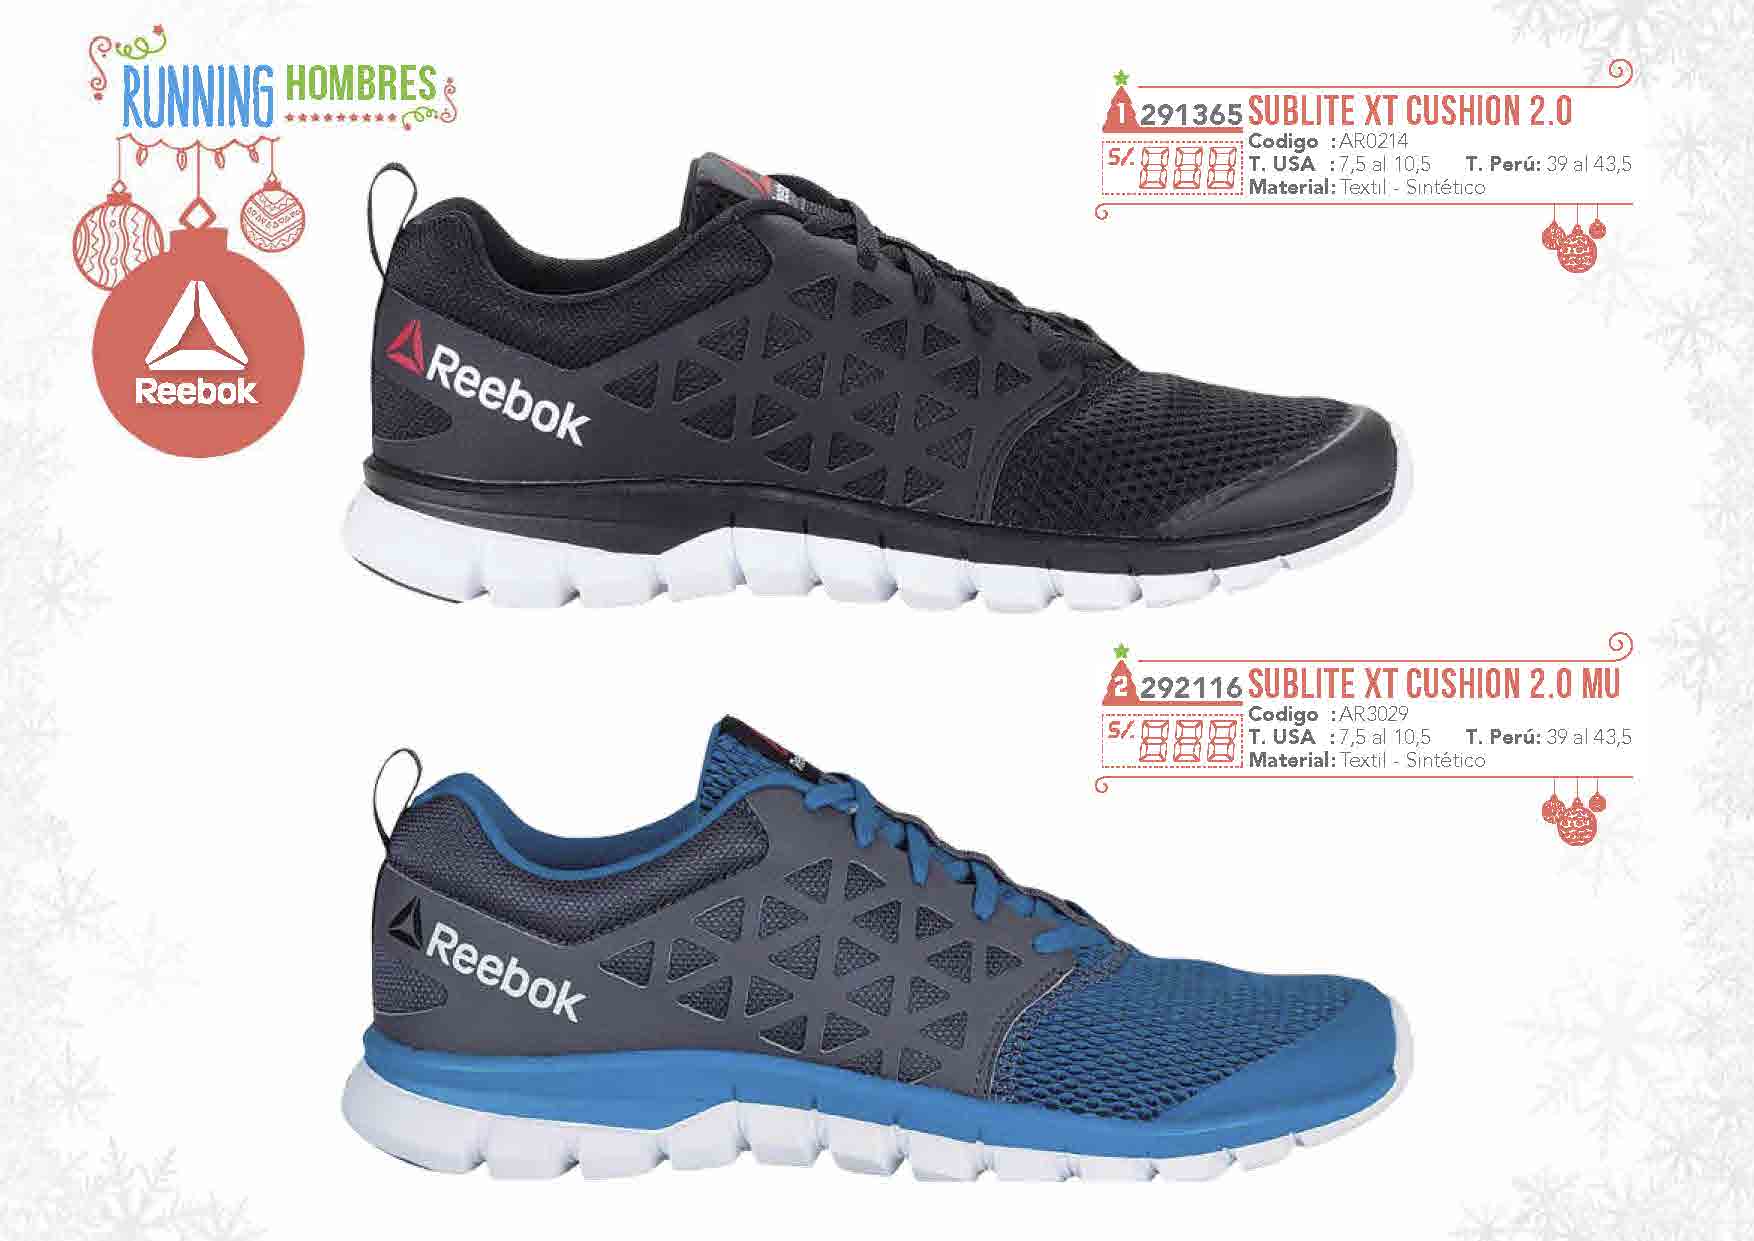 RUNNING HOMBRES
Reebok
1 291365 SUBLITE XT CUSHION 2.0
Codigo : AR0214
S/. 888
T. USA : 7,5 al 10,5 T. Perú: 39 al 43,5
Material: Textil - Sintético
Reebok
2 292116 SUBLITE XT CUSHION 2.0 MU
Codigo : AR3029
S/. 888
T. USA : 7,5 al 10,5 T. Perú: 39 al 43,5
Material: Textil - Sintético
Reebok